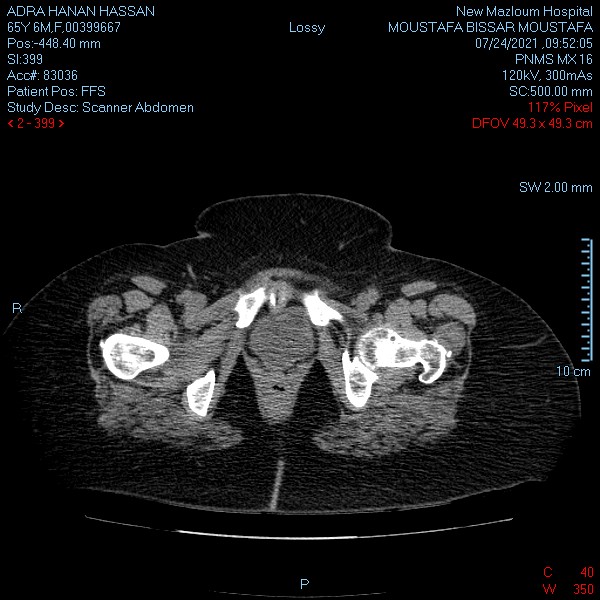 ADRA HANAN HASSAN
65Y 6M,F,00399667
Pos:-448.40 mm
SI:399
Acc#: 83036
Patient Pos: FFS
Study Desc: Scanner Abdomen
< 2 - 399 >
Lossy
New Mazloum Hospital
MOUSTAFA BISSAR MOUSTAFA
07/24/2021 ,09:52:05
PNMS MX 16
120kV, 300mAs
SC:500.00 mm
117% Pixel
DFOV 49.3 x 49.3 cm
SW 2.00 mm
R
10 cm
P
C 40
W 350